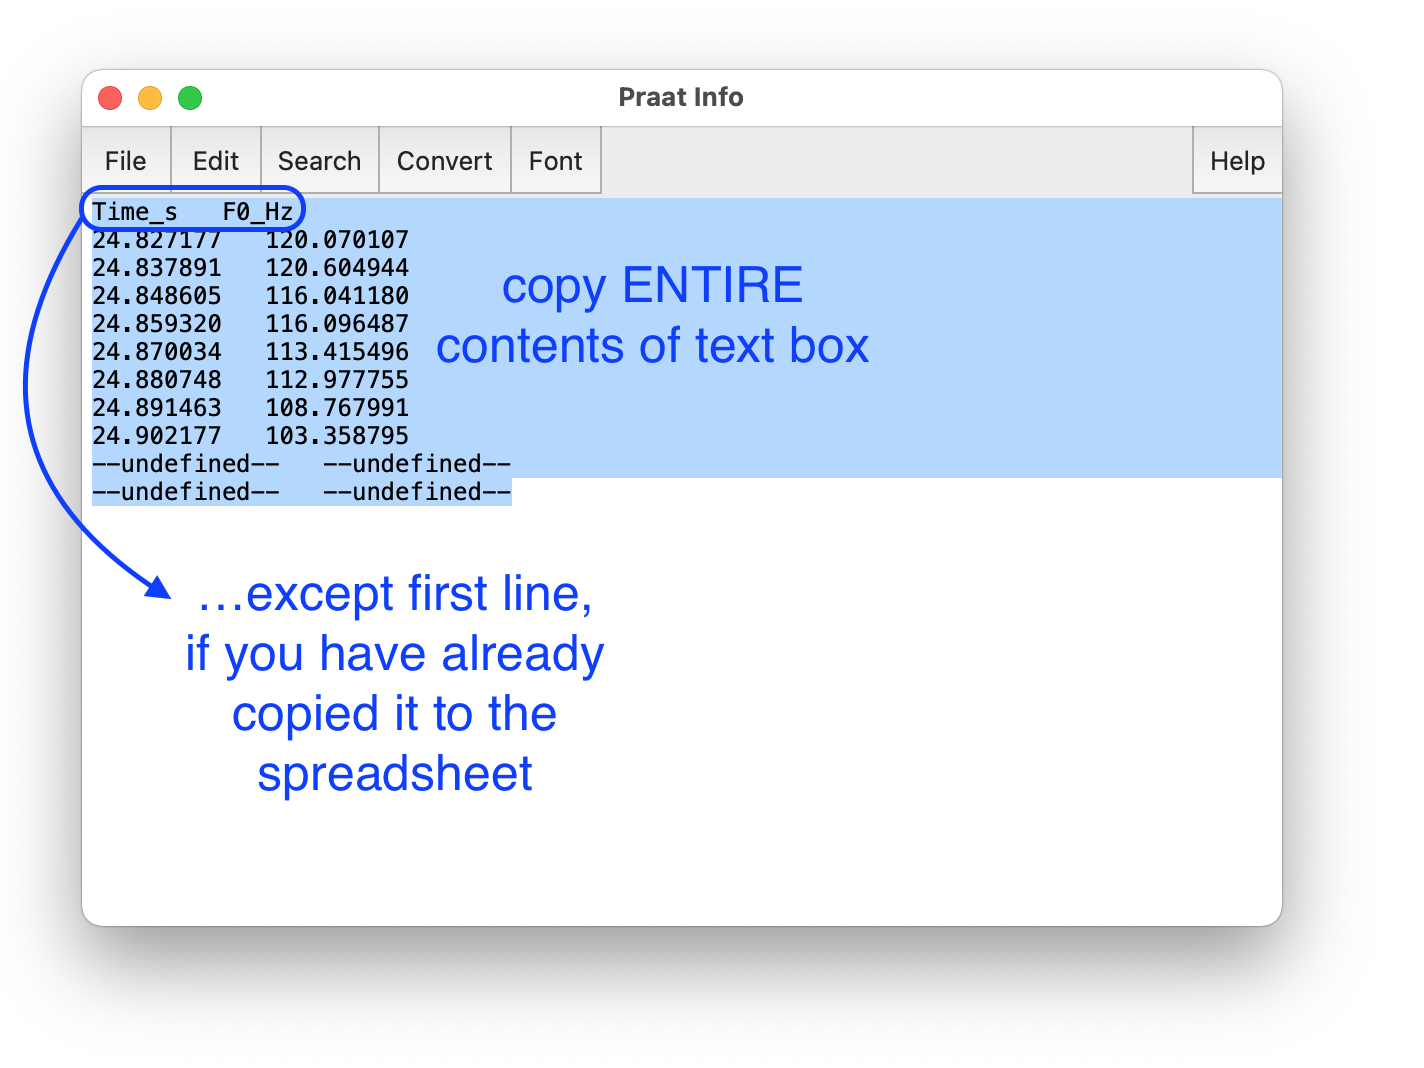 Praat Info
File Edit Search Convert Font Help
Time_s F0_Hz
24.827177 120.070107
24.837891 120.604944
24.848605 116.041180
24.859320 116.096487
24.870034 113.415496
24.880748 112.977755
24.891463 108.767991
24.902177 103.358795
--undefined-- --undefined--
--undefined-- --undefined--
copy ENTIRE
contents of text box
…except first line,
if you have already
copied it to the
spreadsheet